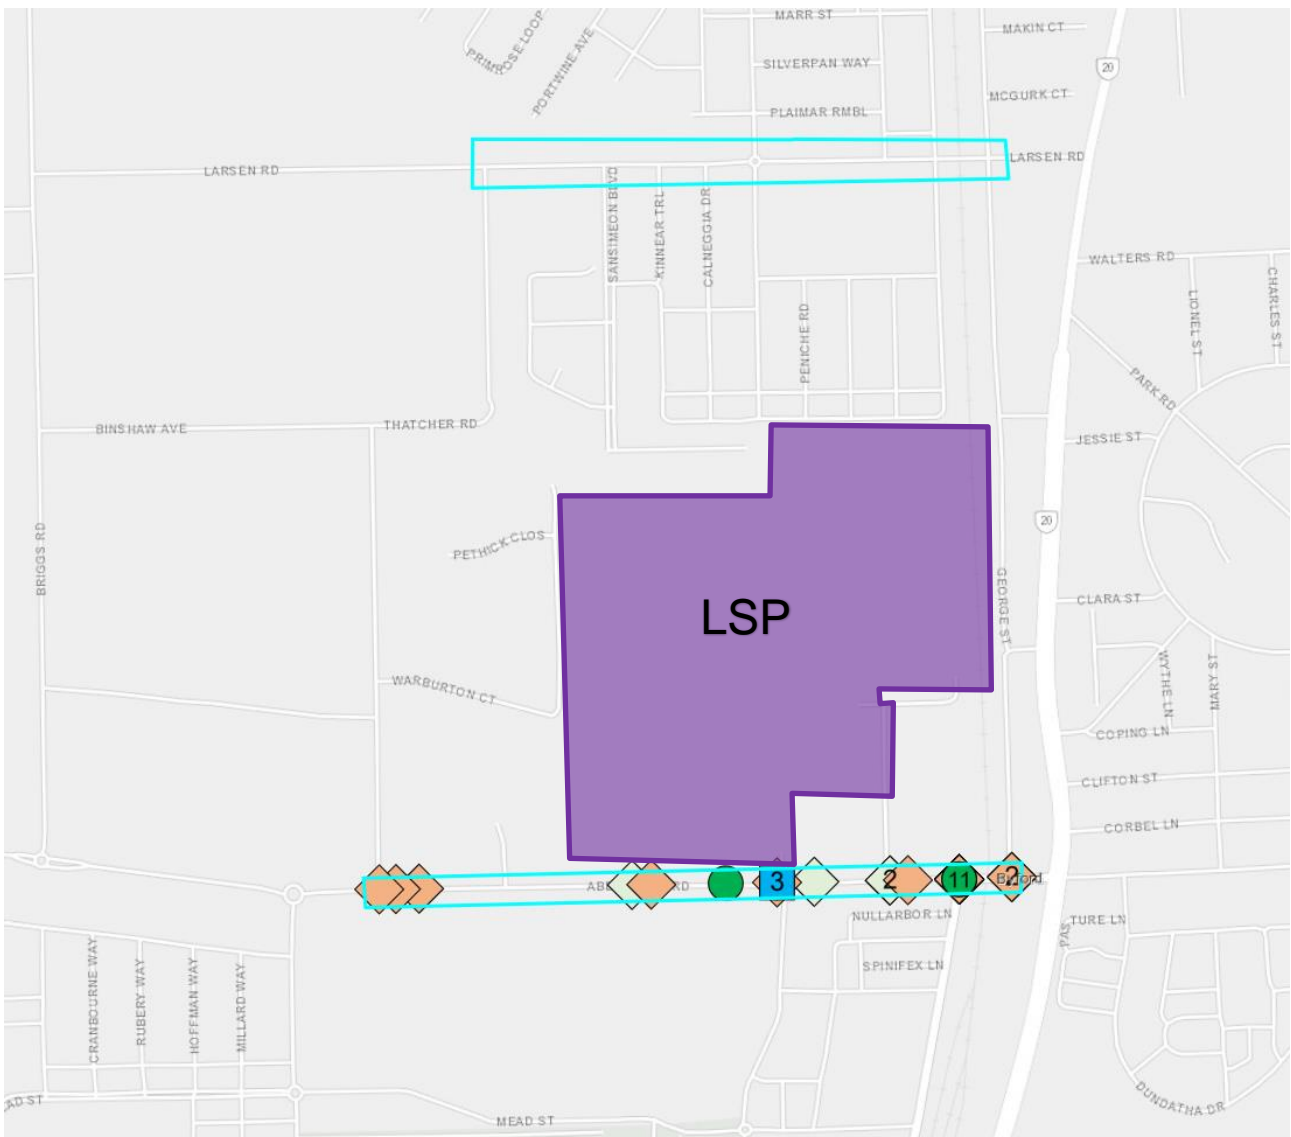 MARR ST
MAKIN CT
PRIMROSE LOOP
PORTWINE AVE
SILVERPAN WAY
20
MCGURK CT
PLAIMAR RMBL
LARSEN RD
LARSEN RD
SANSIMEON BLVD
KINNEAR TRL
CALNEGGIA DR
WALTERS RD
LIONEL ST
CHARLES ST
PENICHE RD
PARK RD
BINSHAW AVE
THATCHER RD
JESSIE ST
20
BRIGGS RD
PETHICK CLOS
GEORGE ST
CLARA ST
LSP
WARBURTON CT
WYTHE LN
MARY ST
COPING LN
CLIFTON ST
CORBEL LN
RD
3
2
11
2
NULLARBOR LN
TURE LN
PAS
SPINIFEX LN
CRANBOURNE WAY
RUBERY WAY
HOFFMAN WAY
MILLARD WAY
DUNDATHA DR
AD ST
MEAD ST